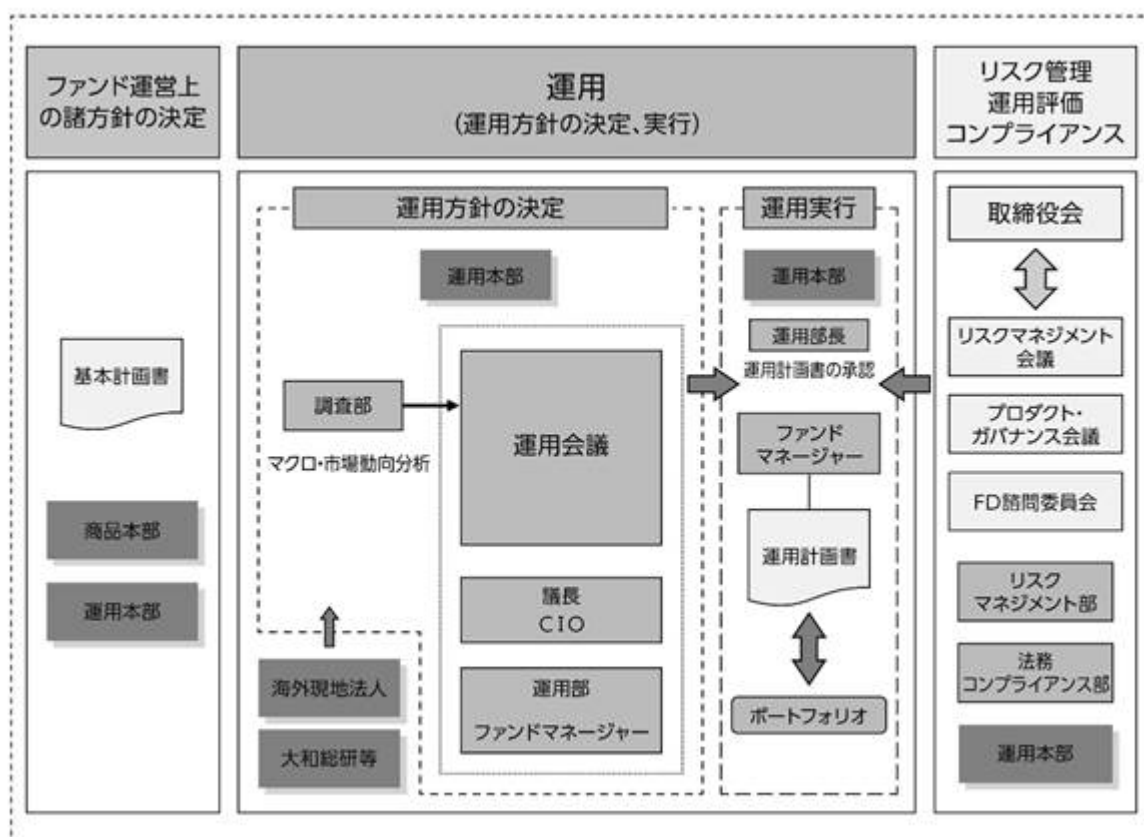 ファンド運営上
の諸方針の決定
運用
(運用方針の決定、実行)
リスク管理
運用評価
コンプライアンス
基本計画書
商品本部
運用本部
運用方針の決定
運用本部
調査部
マクロ・市場動向分析
運用会議
議長
CIO
運用部
ファンドマネージャー
海外現地法人
大和総研等
運用実行
運用本部
運用部長
運用計画書の承認
ファンド
マネージャー
運用計画書
ポートフォリオ
取締役会
リスクマネジメント
会議
プロダクト・
ガバナンス会議
FD諮問委員会
リスク
マネジメント部
法務
コンプライアンス部
運用本部